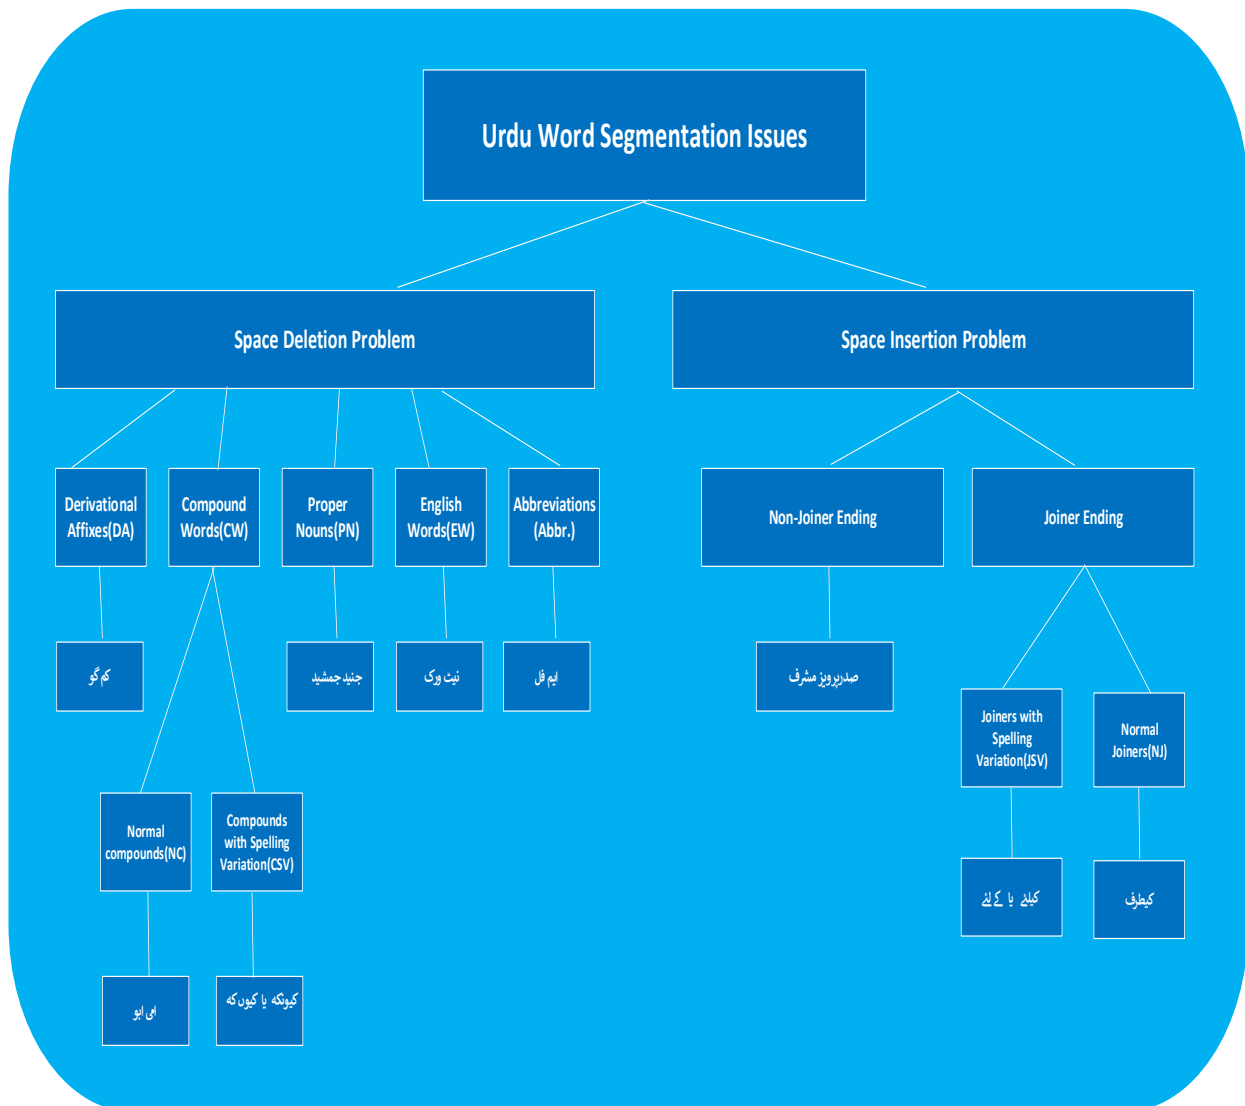 Urdu Word Segmentation Issues
Space Deletion Problem
Space Insertion Problem
Derivational
Affixes(DA)
Compound
Words(CW)
Proper
Nouns(PN)
English
Words(EW)
Abbreviations
(Abbr.)
Non-Joiner Ending
Joiner Ending
کم گو
جنید جمشید
نیٹ ورک
ایم فل
صدرپرویز مشرف
Joiners with
Spelling
Variation(JSV)
Normal
Joiners(NJ)
Normal
compounds(NC)
Compounds
with Spelling
Variation(CSV)
کیلئے یا کے لئے
کیطرف
امی ابو
کیونکہ یا کیوں کہ